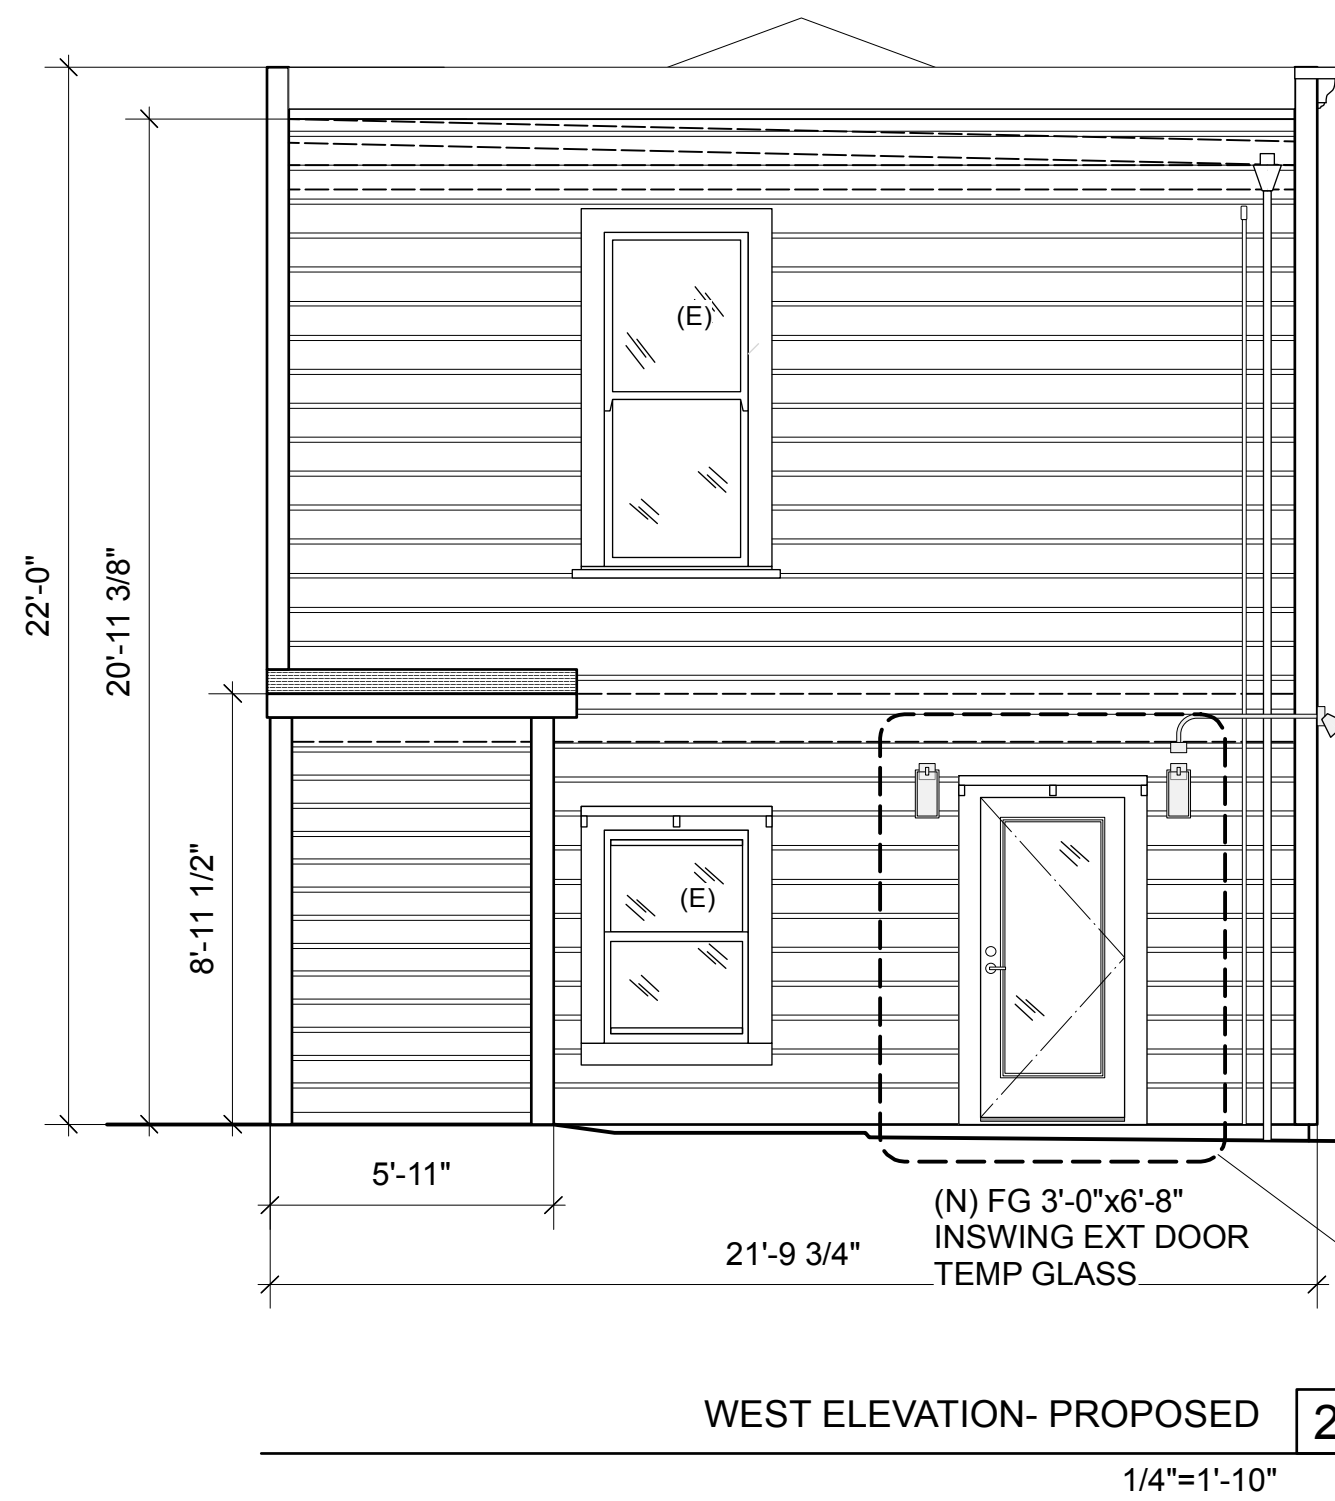 (E)
22'-0"
20'-11 3/8"
8'-11 1/2"
(E)
5'-11"
(N) FG 3'-0"x6'-8"
INSWING EXT DOOR
TEMP GLASS
21'-9 3/4"
WEST ELEVATION- PROPOSED
2
1/4"=1'-10"